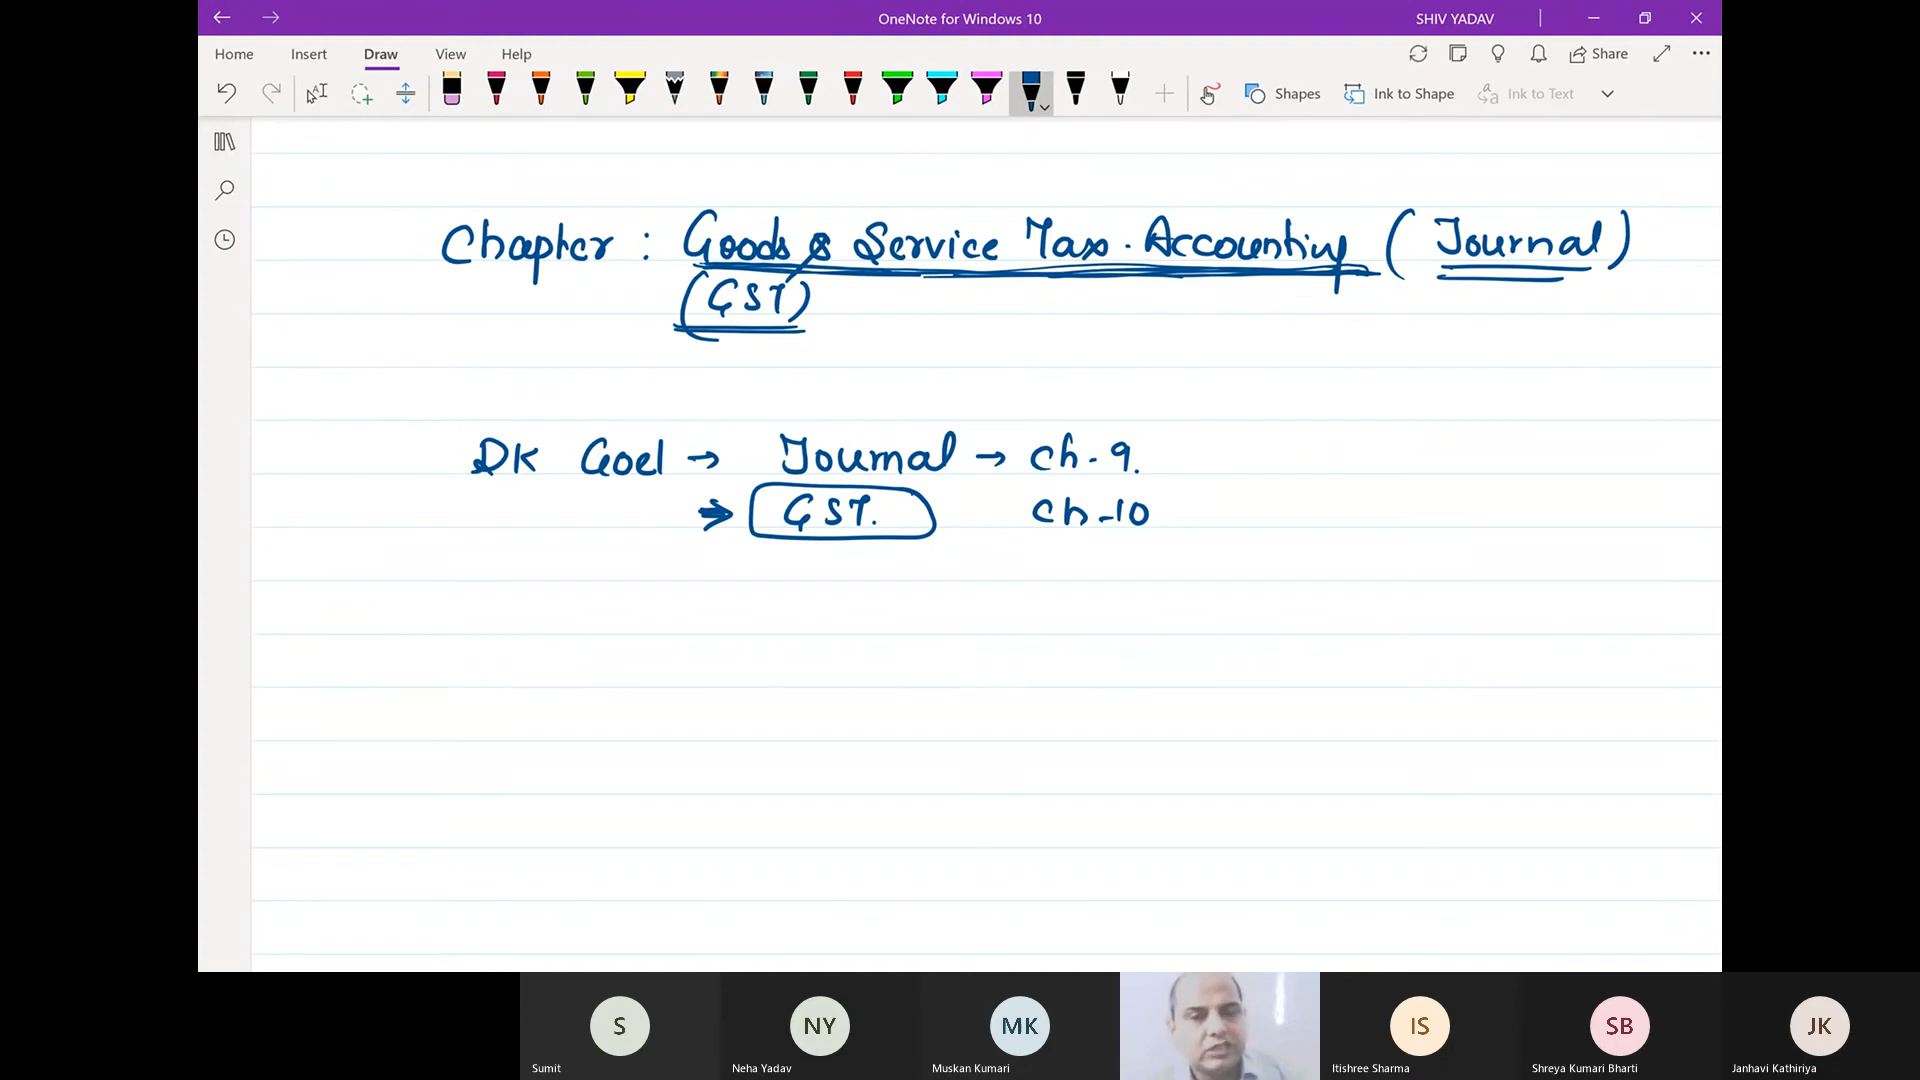 OneNote for Windows 10
SHIV YADAV
Home Insert Draw View Help
Share
Shapes Ink to Shape Ink to Text
Chapter : Goods & Service Tax. Accounting ( Journal )
(GST)
DK Goel → Journal → Ch-9.
→ GST. Ch-10
S NY MK IS SB JK
Sumit Neha Yadav Muskan Kumari Itishree Sharma Shreya Kumari Bharti Janhavi Kathiriya